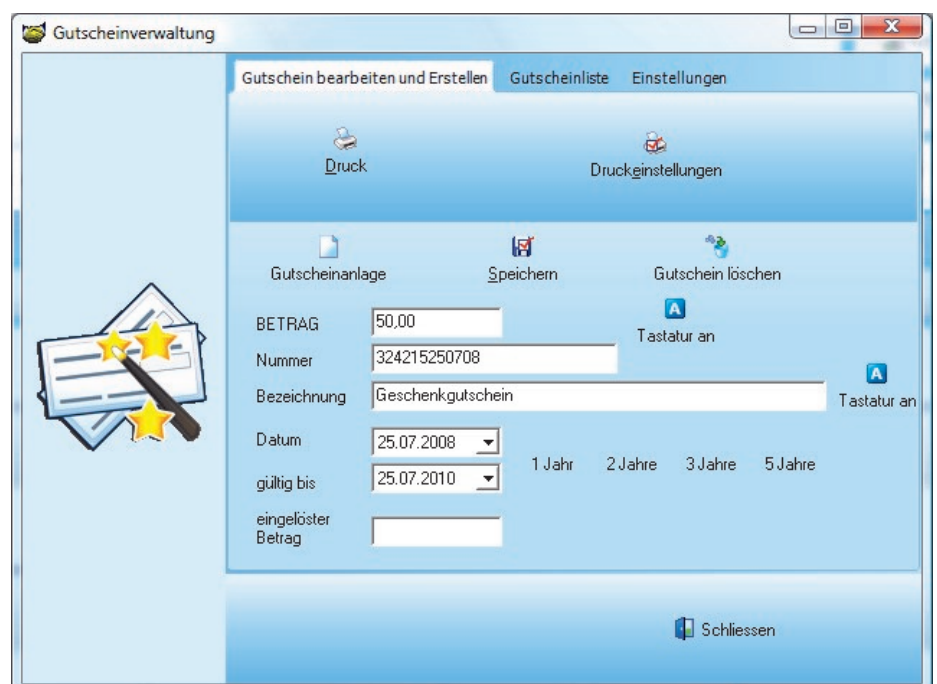 Gutscheinverwaltung
Gutschein bearbeiten und Erstellen Gutscheinliste Einstellungen
Druck Druckeinstellungen
Gutscheinanlage Speichern Gutschein löschen
BETRAG 50,00
A
Tastatur an
Nummer 324215250708
A
Bezeichnung Geschenkgutschein Tastatur an
Datum 25.07.2008
1 Jahr 2 Jahre 3 Jahre 5 Jahre
gültig bis 25.07.2010
eingelöster
Betrag
Schliessen